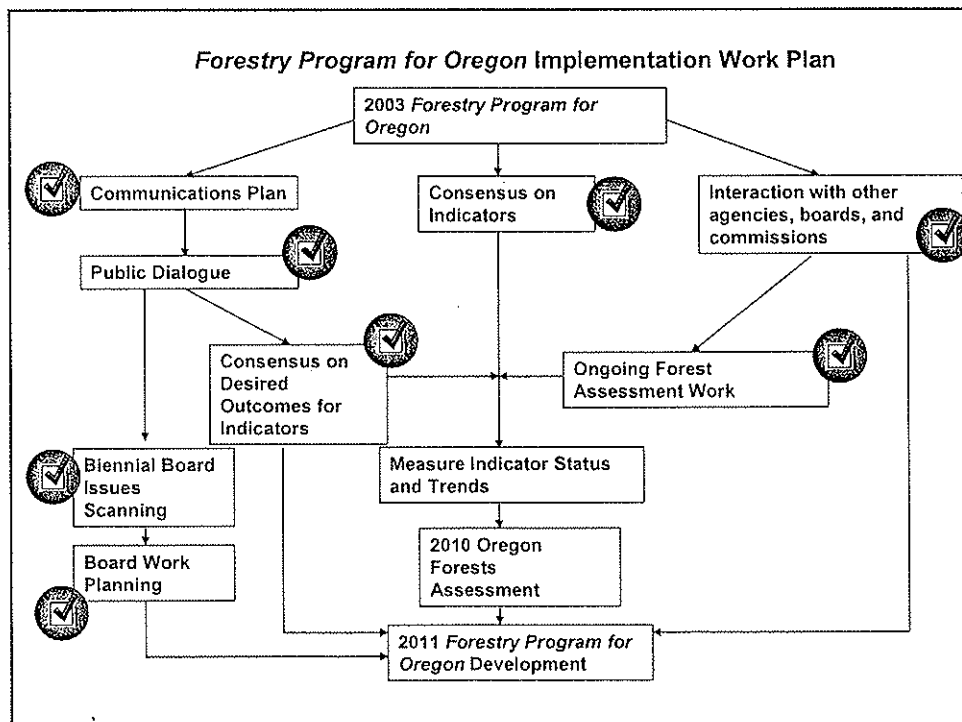 Forestry Program for Oregon Implementation Work Plan
2003 Forestry Program for
Oregon
Communications Plan
Consensus on
Indicators
Interaction with other
agencies, boards, and
commissions
Public Dialogue
Consensus on
Desired
Outcomes for
Indicators
Ongoing Forest
Assessment Work
Biennial Board
Issues
Scanning
Measure Indicator Status
and Trends
Board Work
Planning
2010 Oregon
Forests
Assessment
2011 Forestry Program for
Oregon Development